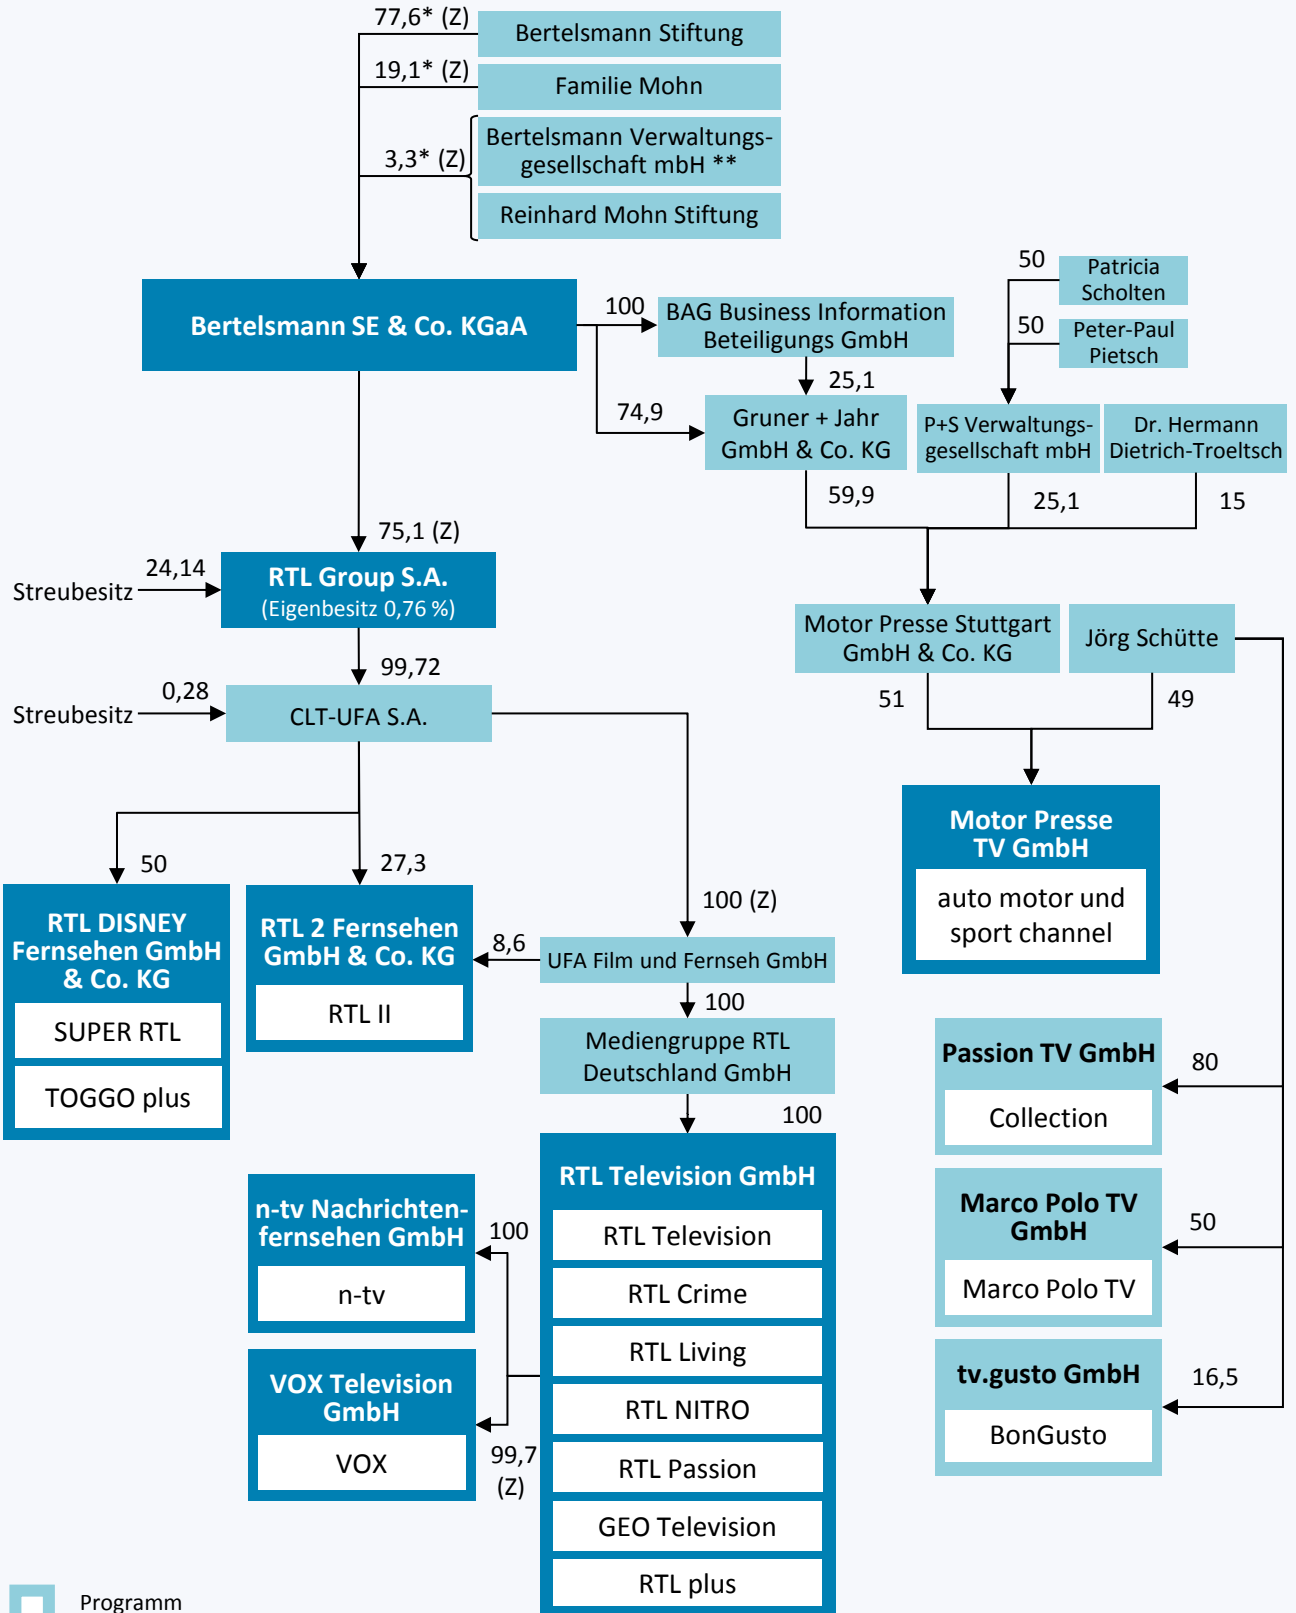 77,6* (Z)
Bertelsmann Stiftung
19,1* (Z)
Familie Mohn
3,3* (Z)
Bertelsmann Verwaltungs-
gesellschaft mbH **
Reinhard Mohn Stiftung
Bertelsmann SE & Co. KGaA
100
BAG Business Information
Beteiligungs GmbH
25,1
74,9
Gruner + Jahr
GmbH & Co. KG
50
Patricia
Scholten
50
Peter-Paul
Pietsch
P+S Verwaltungs-
gesellschaft mbH
Dr. Hermann
Dietrich-Troeltsch
59,9
25,1
15
75,1 (Z)
Streubesitz
24,14
RTL Group S.A.
(Eigenbesitz 0,76 %)
99,72
Streubesitz
0,28
CLT-UFA S.A.
Motor Presse Stuttgart
GmbH & Co. KG
Jörg Schütte
51
49
Motor Presse
TV GmbH
auto motor und
sport channel
50
27,3
100 (Z)
RTL DISNEY
Fernsehen GmbH
& Co. KG
SUPER RTL
TOGGO plus
RTL 2 Fernsehen
GmbH & Co. KG
RTL II
8,6
UFA Film und Fernseh GmbH
100
Mediengruppe RTL
Deutschland GmbH
100
Passion TV GmbH
Collection
80
Marco Polo TV
GmbH
Marco Polo TV
50
tv.gusto GmbH
BonGusto
16,5
RTL Television GmbH
RTL Television
RTL Crime
RTL Living
RTL NITRO
RTL Passion
GEO Television
RTL plus
n-tv Nachrichten-
fernsehen GmbH
n-tv
100
VOX Television
GmbH
VOX
99,7
(Z)
Programm